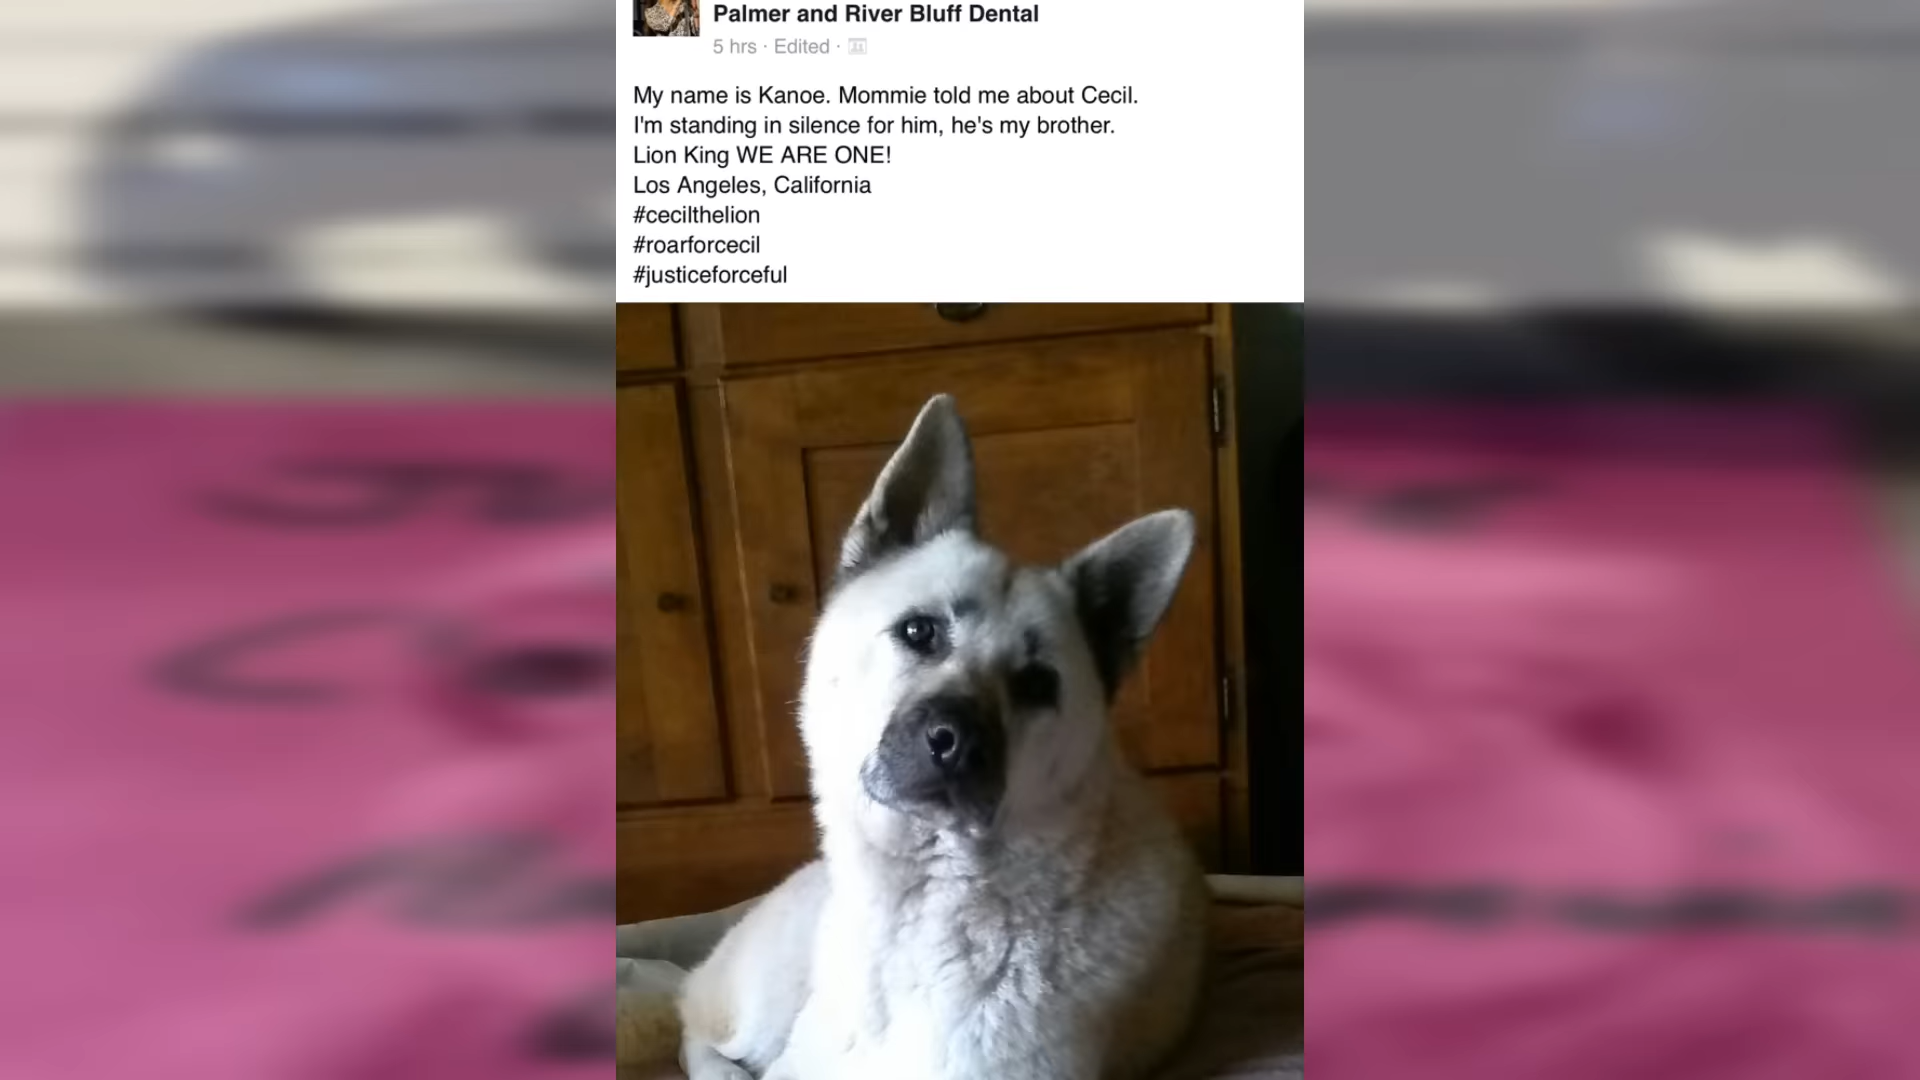 Palmer and River Bluff Dental
5 hrs · Edited ·
My name is Kanoe. Mommie told me about Cecil.
I'm standing in silence for him, he's my brother.
Lion King WE ARE ONE!
Los Angeles, California
#cecilthelion
#roarforcecil
#justiceforceful